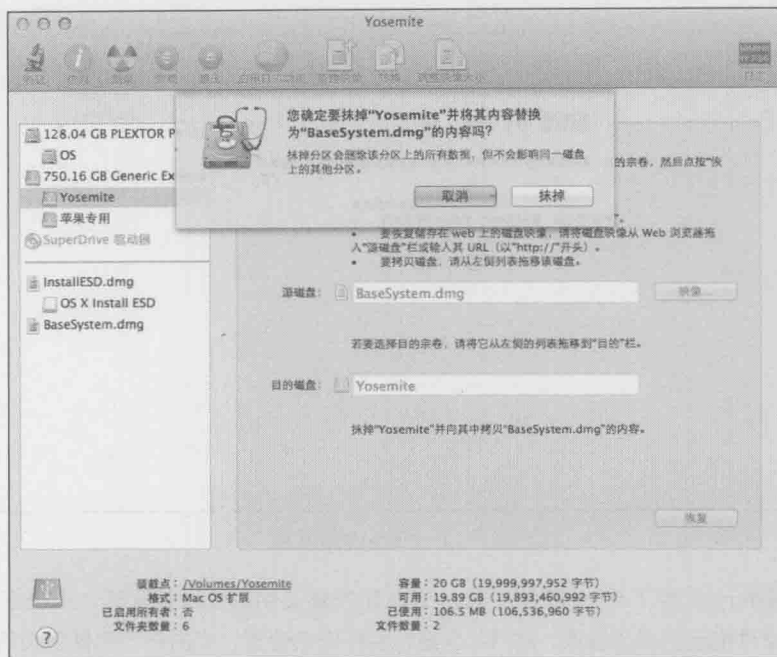 Yosemite
验证
日志
您确定要抹掉“Yosemite”并将其内容替换
为“BaseSystem.dmg”的内容吗?
抹掉分区会删除该分区上的所有数据,但不会影响同一磁盘
上的其他分区。
取消
抹掉
128.04 GB PLEXTOR P
OS
750.16 GB Generic Ex
Yosemite
苹果专用
SuperDrive 驱动器
InstallESD.dmg
OS X Install ESD
BaseSystem.dmg
的宗卷,然后点按“恢
• 要恢复储存在 web 上的磁盘映像,请将磁盘映像从 Web 浏览器拖
入“源磁盘”栏或输入其 URL(以“http://”开头)。
• 要拷贝磁盘,请从左侧列表拖移该磁盘。
源磁盘:
BaseSystem.dmg
映像...
若要选择目的宗卷,请将它从左侧的列表拖移到“目的”栏。
目的磁盘:
Yosemite
抹掉“Yosemite”并向其中拷贝“BaseSystem.dmg”的内容。
恢复
装载点:/Volumes/Yosemite
格式:Mac OS 扩展
已启用所有者:否
文件夹数量:6
容量:20 GB(19,999,997,952 字节)
可用:19.89 GB(19,893,460,992 字节)
已使用:106.5 MB(106,536,960 字节)
文件数量:2
?